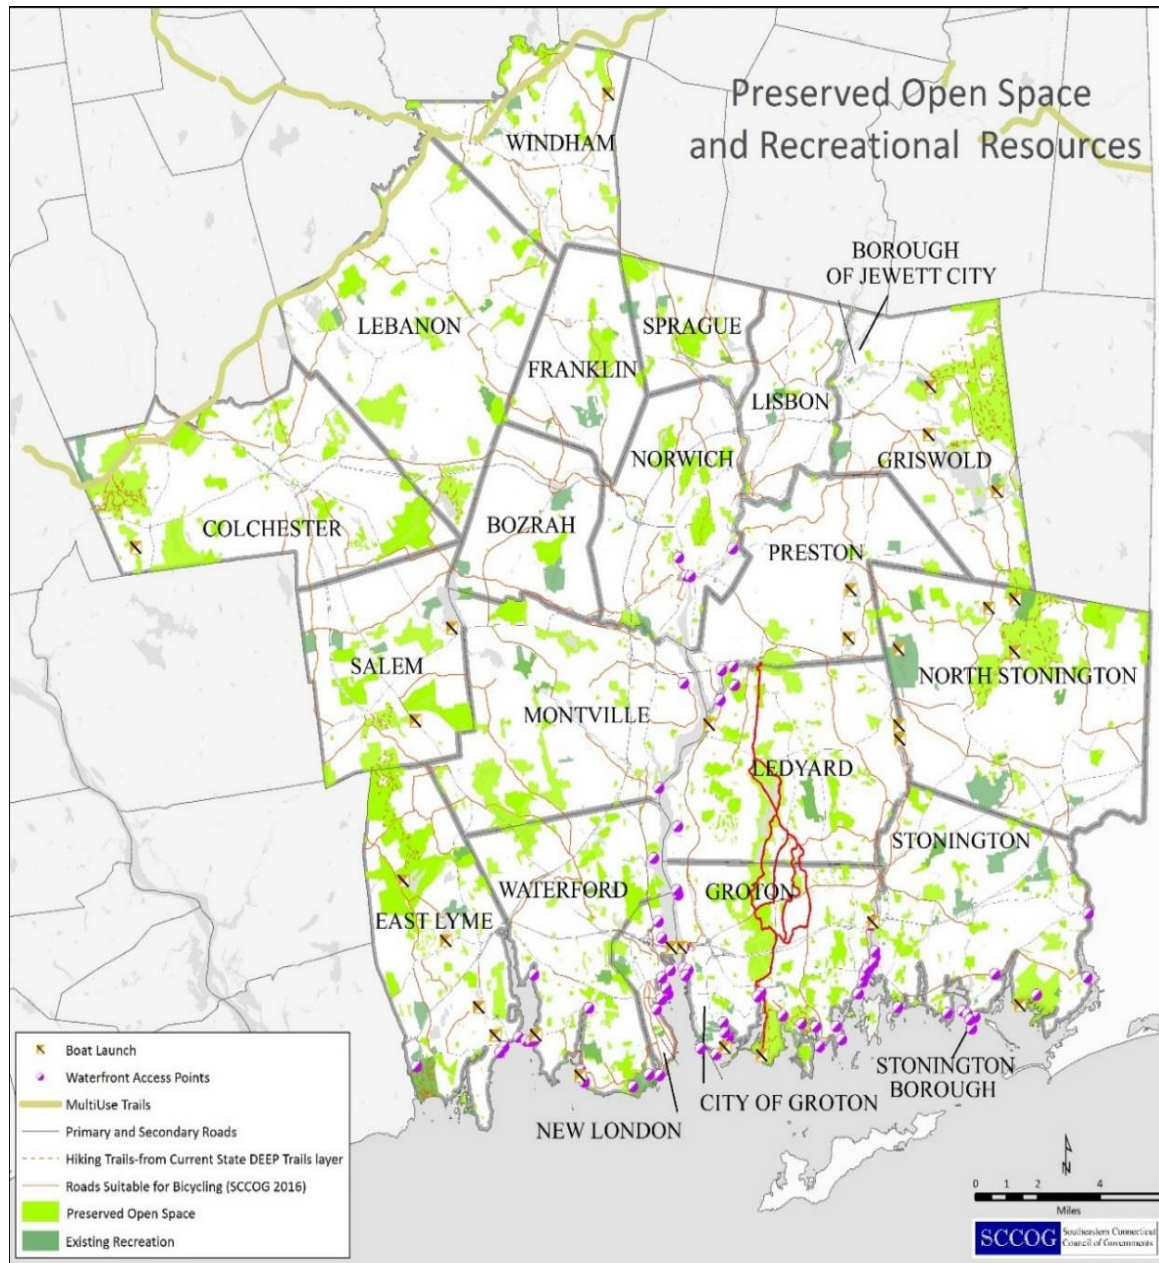 Preserved Open Space
and Recreational Resources
WINDHAM
BOROUGH
OF JEWETT CITY
LEBANON
SPRAGUE
FRANKLIN
LISBON
NORWICH
GRISWOLD
COLCHESTER
BOZRAH
PRESTON
SALEM
NORTH STONINGTON
MONTVILLE
LEDYARD
STONINGTON
WATERFORD
GROTON
EAST LYME
STONINGTON
BOROUGH
CITY OF GROTON
NEW LONDON
Boat Launch
Waterfront Access Points
MultiUse Trails
Primary and Secondary Roads
Hiking Trails-from Current State DEEP Trails layer
Roads Suitable for Bicycling (SCCOG 2016)
Preserved Open Space
Existing Recreation
N
0 1 2 4
Miles
SCCOG
Southeastern Connecticut
Council of Governments